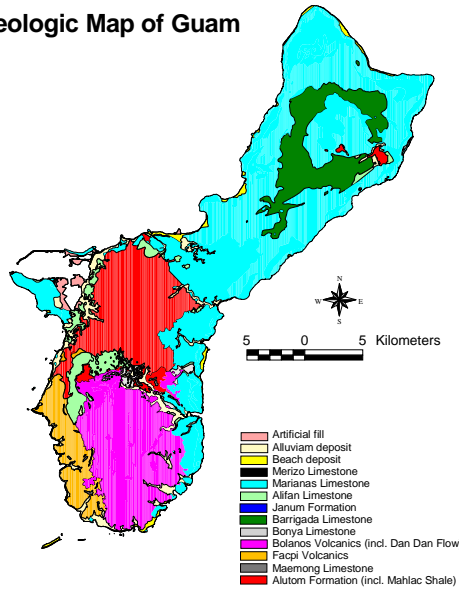 eologic Map of Guam
N
W E
S
5 0 5 Kilometers
Artificial fill
Alluviam deposit
Beach deposit
Merizo Limestone
Marianas Limestone
Alifan Limestone
Janum Formation
Barrigada Limestone
Bonya Limestone
Bolanos Volcanics (incl. Dan Dan Flow
Facpi Volcanics
Maemong Limestone
Alutom Formation (incl. Mahlac Shale)